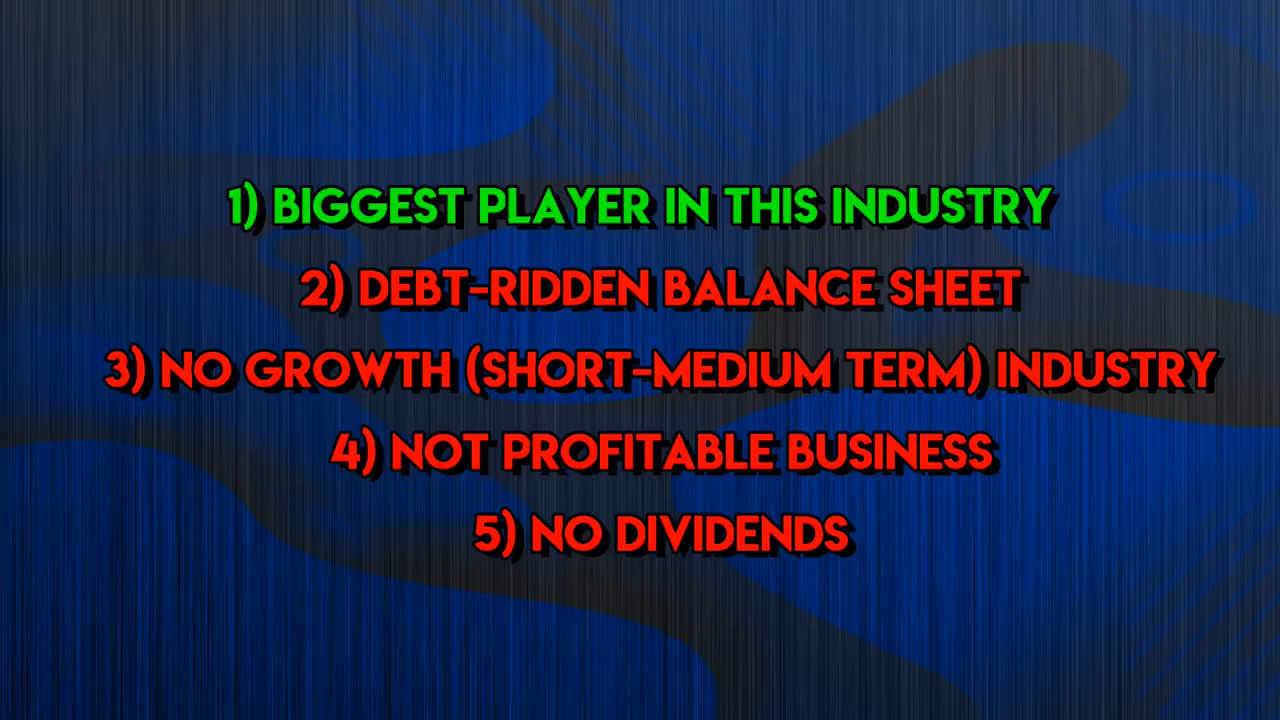 1) BIGGEST PLAYER IN THIS INDUSTRY
2) DEBT-RIDDEN BALANCE SHEET
3) NO GROWTH (SHORT-MEDIUM TERM) INDUSTRY
4) NOT PROFITABLE BUSINESS
5) NO DIVIDENDS